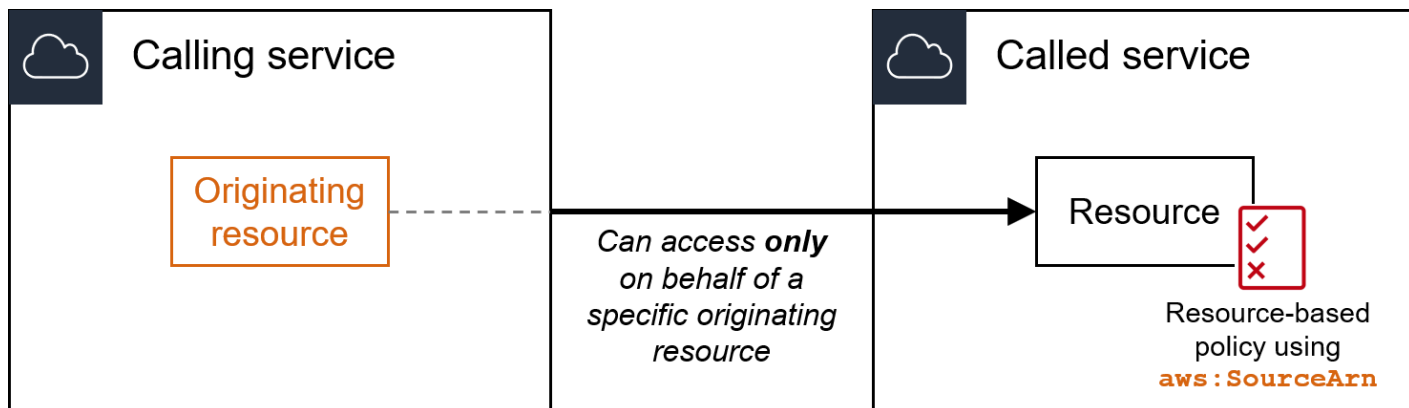 Calling service
Called service
Originating
resource
Can access only
on behalf of a
specific originating
resource
Resource
Resource-based
policy using
aws:SourceArn